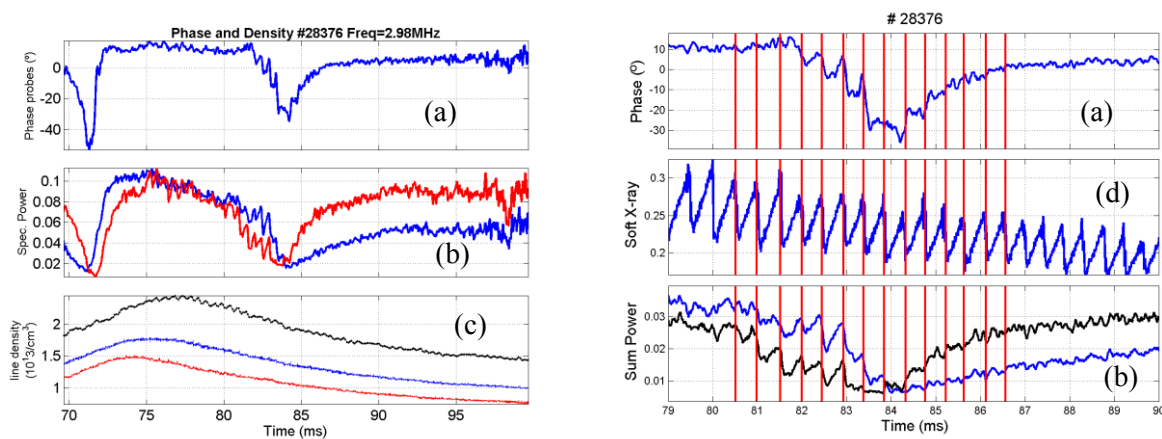 Phase and Density #28376 Freq=2.98MHz
Phase probes (º)
0
-20
-40
(a)
Spec. Power
0.1
0.08
0.06
0.04
0.02
(b)
line density
(10^13/cm^3)
2
1.5
1
(c)
70 75 80 85 90 95
Time (ms)
# 28376
Phase (º)
10
0
-10
-20
-30
(a)
Soft X-ray
0.3
0.25
0.2
(d)
Sum Power
0.03
0.02
0.01
(b)
79 80 81 82 83 84 85 86 87 88 89 90
Time (ms)